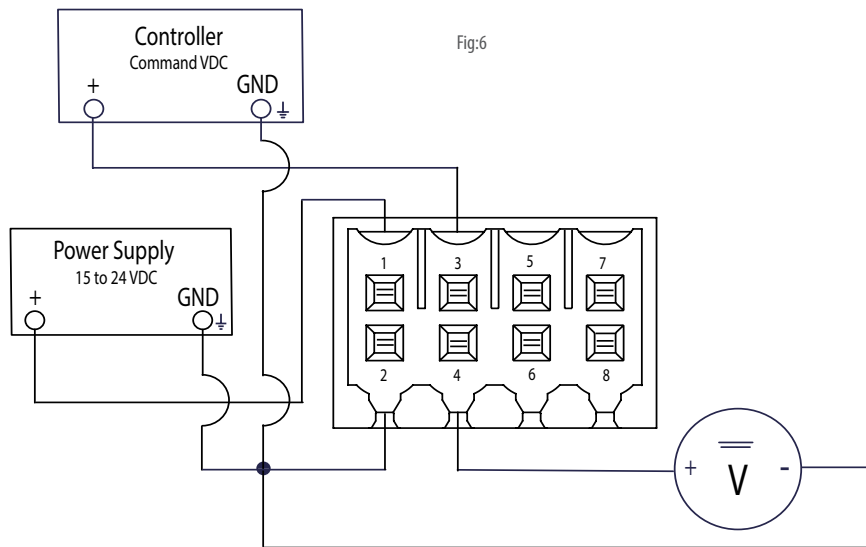 Fig:6
Controller
Command VDC
+ GND
Power Supply
15 to 24 VDC
+ GND
1 3 5 7
2 4 6 8
+ V -